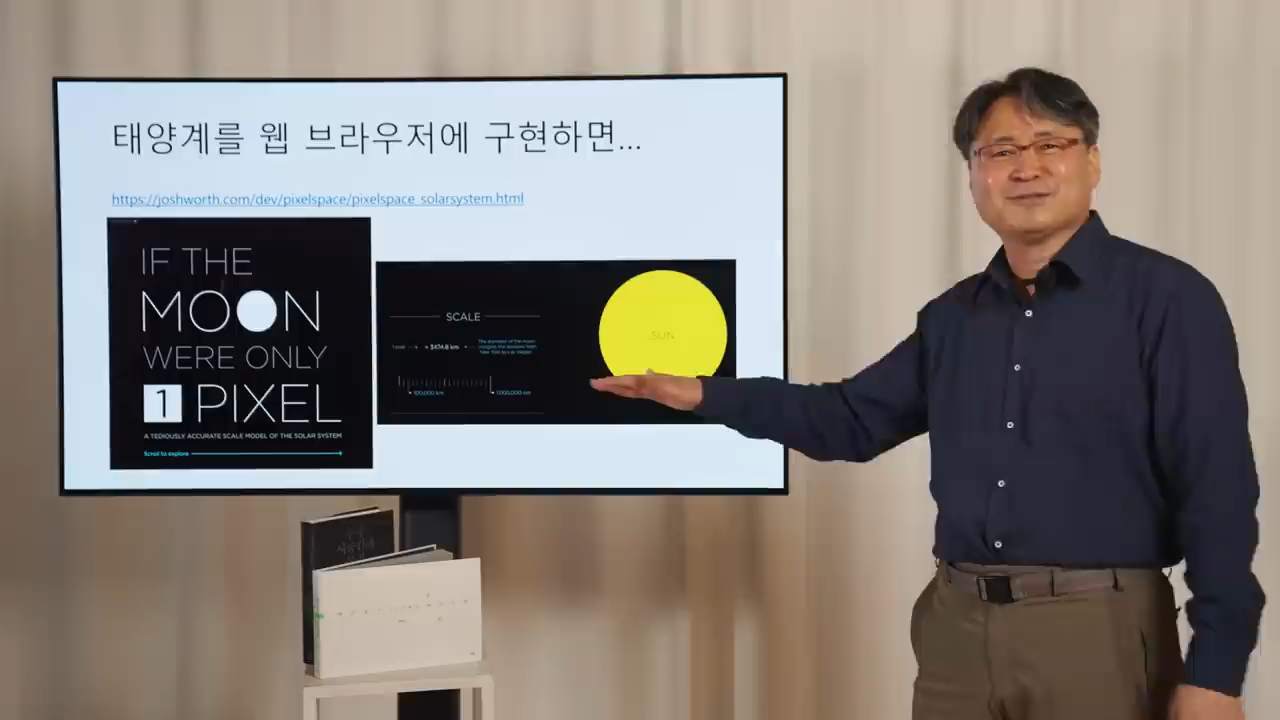 태양계를 웹 브라우저에 구현하면...
https://joshworth.com/dev/pixelspace/pixelspace_solarsystem.html
IF THE
MOON
WERE ONLY
1 PIXEL
A TEDIOUSLY ACCURATE SCALE MODEL OF THE SOLAR SYSTEM
Scroll to explore
SCALE
SUN
3474.8 km
100,000 km
1,000,000 km